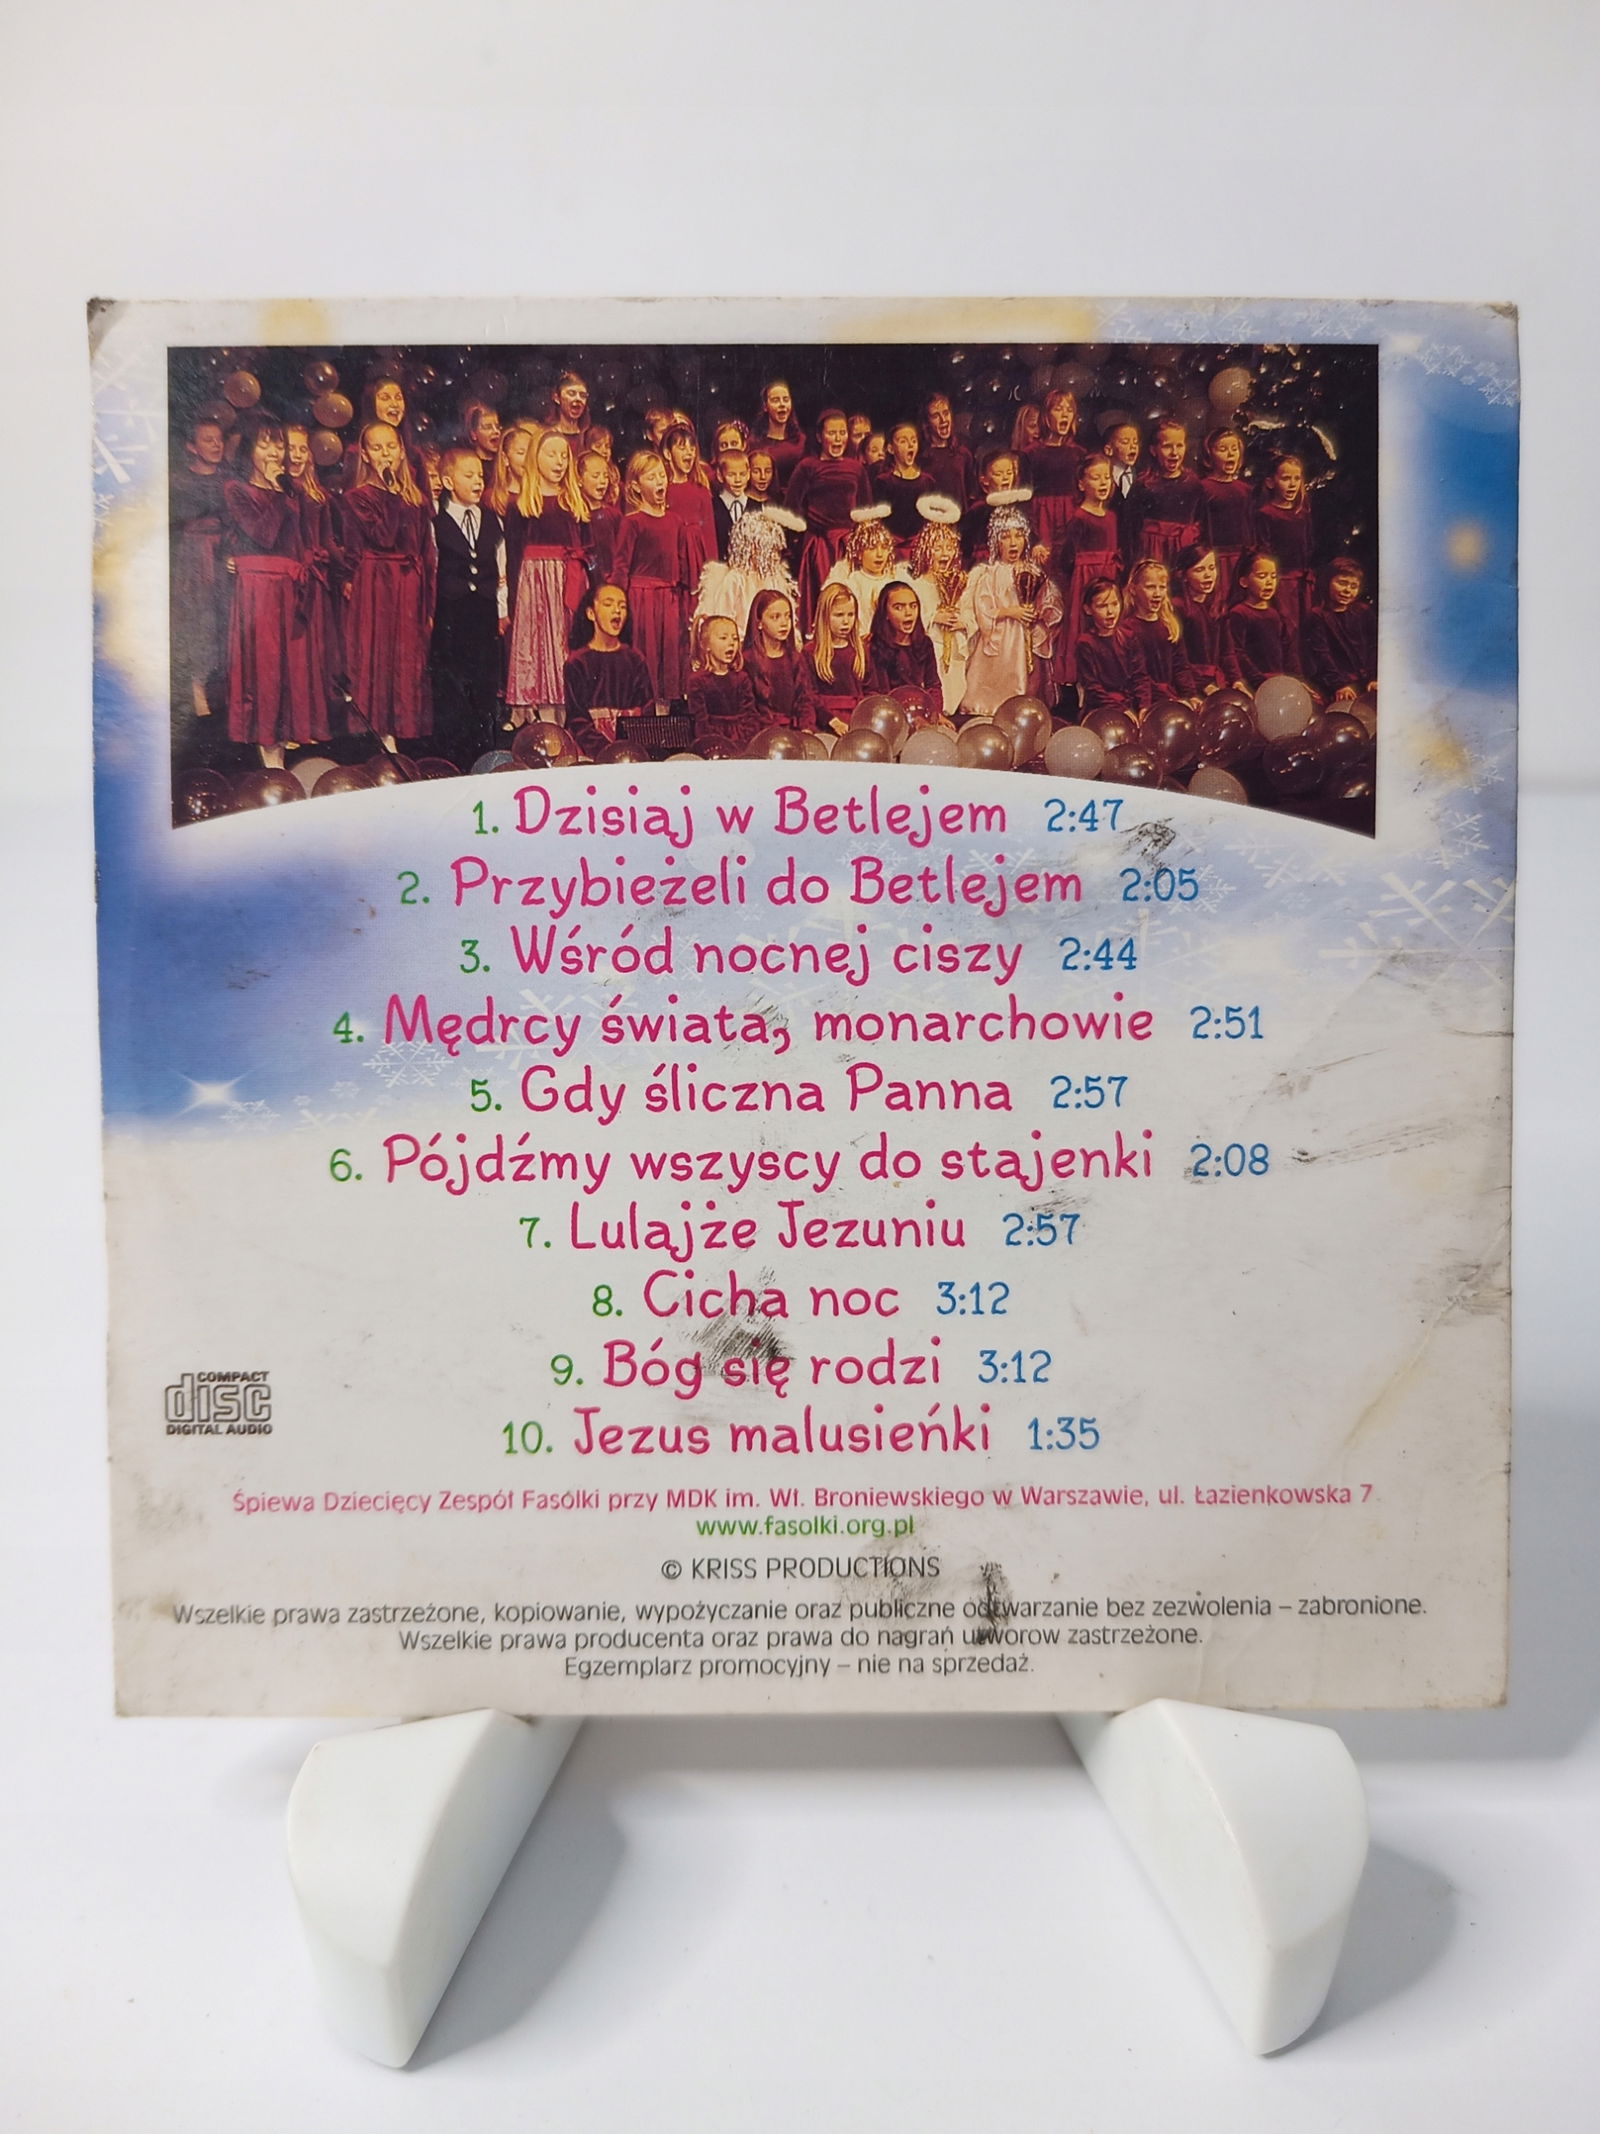 1. Dzisiaj w Betlejem 2:47
2. Przybieżeli do Betlejem 2:05
3. Wśród nocnej ciszy 2:44
4. Mędrcy świata, monarchowie 2:51
5. Gdy śliczna Panna 2:57
6. Pójdźmy wszyscy do stajenki 2:08
7. Lulajże Jezuniu 2:57
8. Cicha noc 3:12
9. Bóg się rodzi 3:12
10. Jezus malusieńki 1:35
COMPACT
disc
DIGITAL AUDIO
Śpiewa Dziecięcy Zespół Fasolki przy MDK im. Wł. Broniewskiego w Warszawie, ul. Łazienkowska 7
www.fasolki.org.pl
© KRISS PRODUCTIONS
Wszelkie prawa zastrzeżone, kopiowanie, wypożyczanie oraz publiczne odtwarzanie bez zezwolenia – zabronione.
Wszelkie prawa producenta oraz prawa do nagrań utworow zastrzeżone.
Egzemplarz promocyjny – nie na sprzedaż.